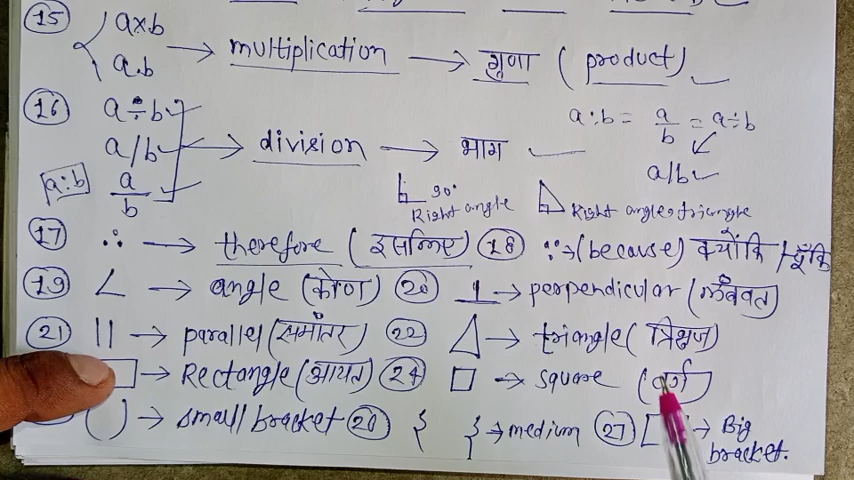 (15) a×b
a.b → multiplication → गुणा (product)
(16) a÷b
a/b → division → भाग
a:b a/b
a:b = a/b = a÷b
a/b
90° Right angle
Right angle triangle
(17) ∴ → therefore (इसलिए) (18) ∵ → (because) क्योंकि / चूँकि
(19) ∠ → angle (कोण) (20) ⊥ → perpendicular (लंबवत)
(21) || → parallel (समांतर) (22) △ → triangle (त्रिभुज)
▭ → Rectangle (आयत) (24) □ → square (वर्ग)
( ) → small bracket (26) { } → medium (27) [ ] → Big
bracket.